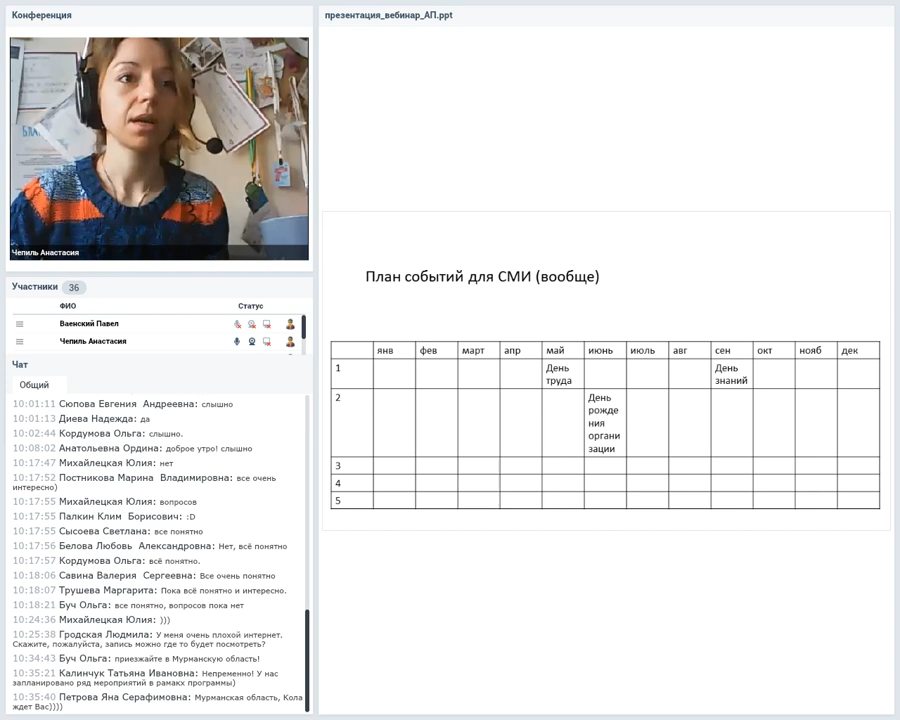 Конференция
БЛА
Чепиль Анастасия
Участники 36
ФИО Статус
Ваенский Павел
Чепиль Анастасия
Чат
Общий
10:01:11 Сюпова Евгения Андреевна: слышно
10:01:13 Диева Надежда: да
10:02:44 Кордумова Ольга: слышно.
10:08:02 Анатольевна Ордина: доброе утро! слышно
10:17:47 Михайлецкая Юлия: нет
10:17:52 Постникова Марина Владимировна: все очень
интересно)
10:17:55 Михайлецкая Юлия: вопросов
10:17:55 Палкин Клим Борисович: :D
10:17:55 Сысоева Светлана: все понятно
10:17:56 Белова Любовь Александровна: Нет, всё понятно
10:17:57 Кордумова Ольга: всё понятно.
10:18:06 Савина Валерия Сергеевна: Все очень понятно
10:18:07 Трушева Маргарита: Пока всё понятно и интересно.
10:18:21 Буч Ольга: все понятно, вопросов пока нет
10:24:36 Михайлецкая Юлия: )))
10:25:38 Гродская Людмила: У меня очень плохой интернет.
Скажите, пожалуйста, запись можно где то будет посмотреть?
10:34:43 Буч Ольга: приезжайте в Мурманскую область!
10:35:21 Калинчук Татьяна Ивановна: Непременно! У нас
запланировано ряд мероприятий в рамакх программы)
10:35:40 Петрова Яна Серафимовна: Мурманская область, Кола
ждет Вас))))
презентация_вебинар_АП.ppt
План событий для СМИ (вообще)
янв фев март апр май июнь июль авг сен окт нояб дек
1 День День
труда знаний
2 День
рожде
ния
органи
зации
3
4
5